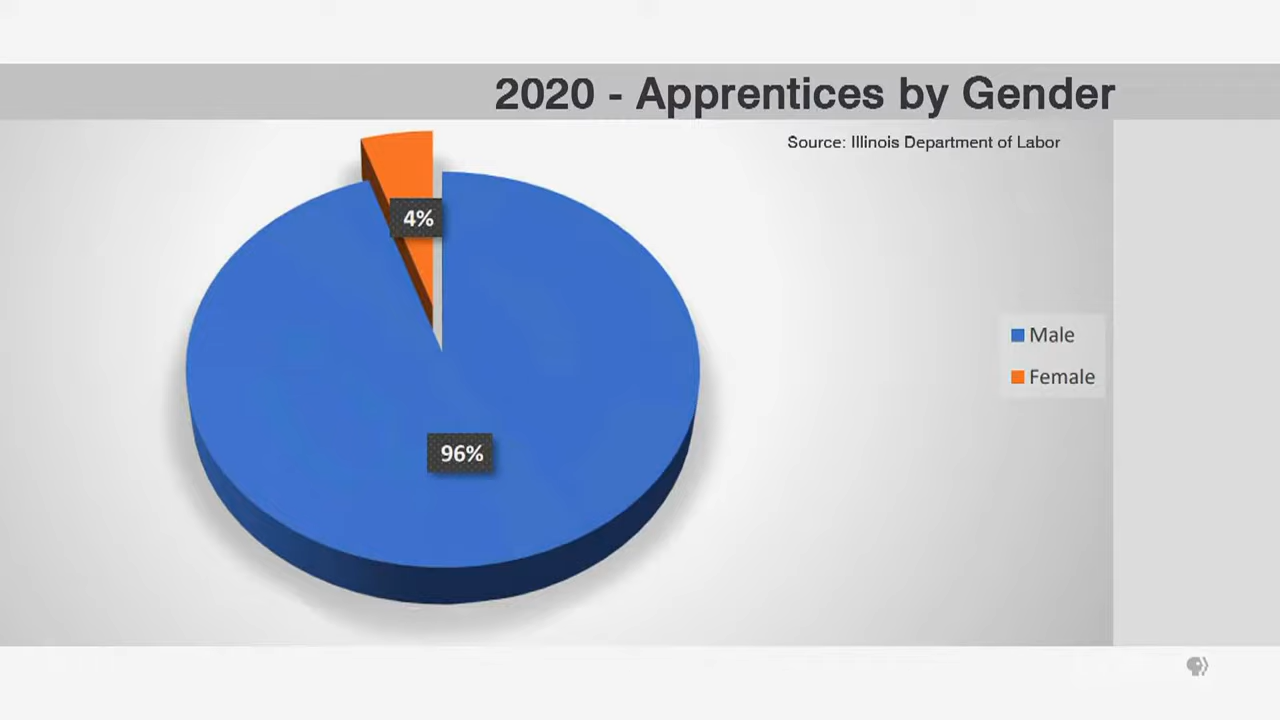 2020 - Apprentices by Gender
Source: Illinois Department of Labor
4%
Male
Female
96%